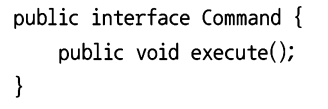 public interface Command {
    public void execute();
}